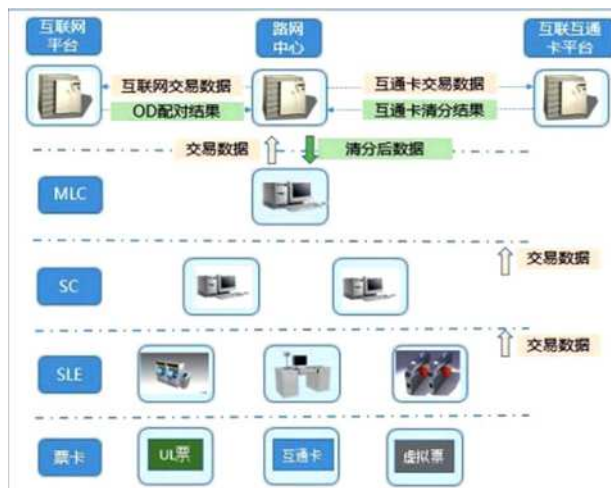 互联网
平台
路网
中心
互联互通
卡平台
互联网交易数据
互通卡交易数据
OD配对结果
互通卡清分结果
交易数据
清分后数据
MLC
交易数据
SC
交易数据
SLE
票卡
UL票
互通卡
虚拟票